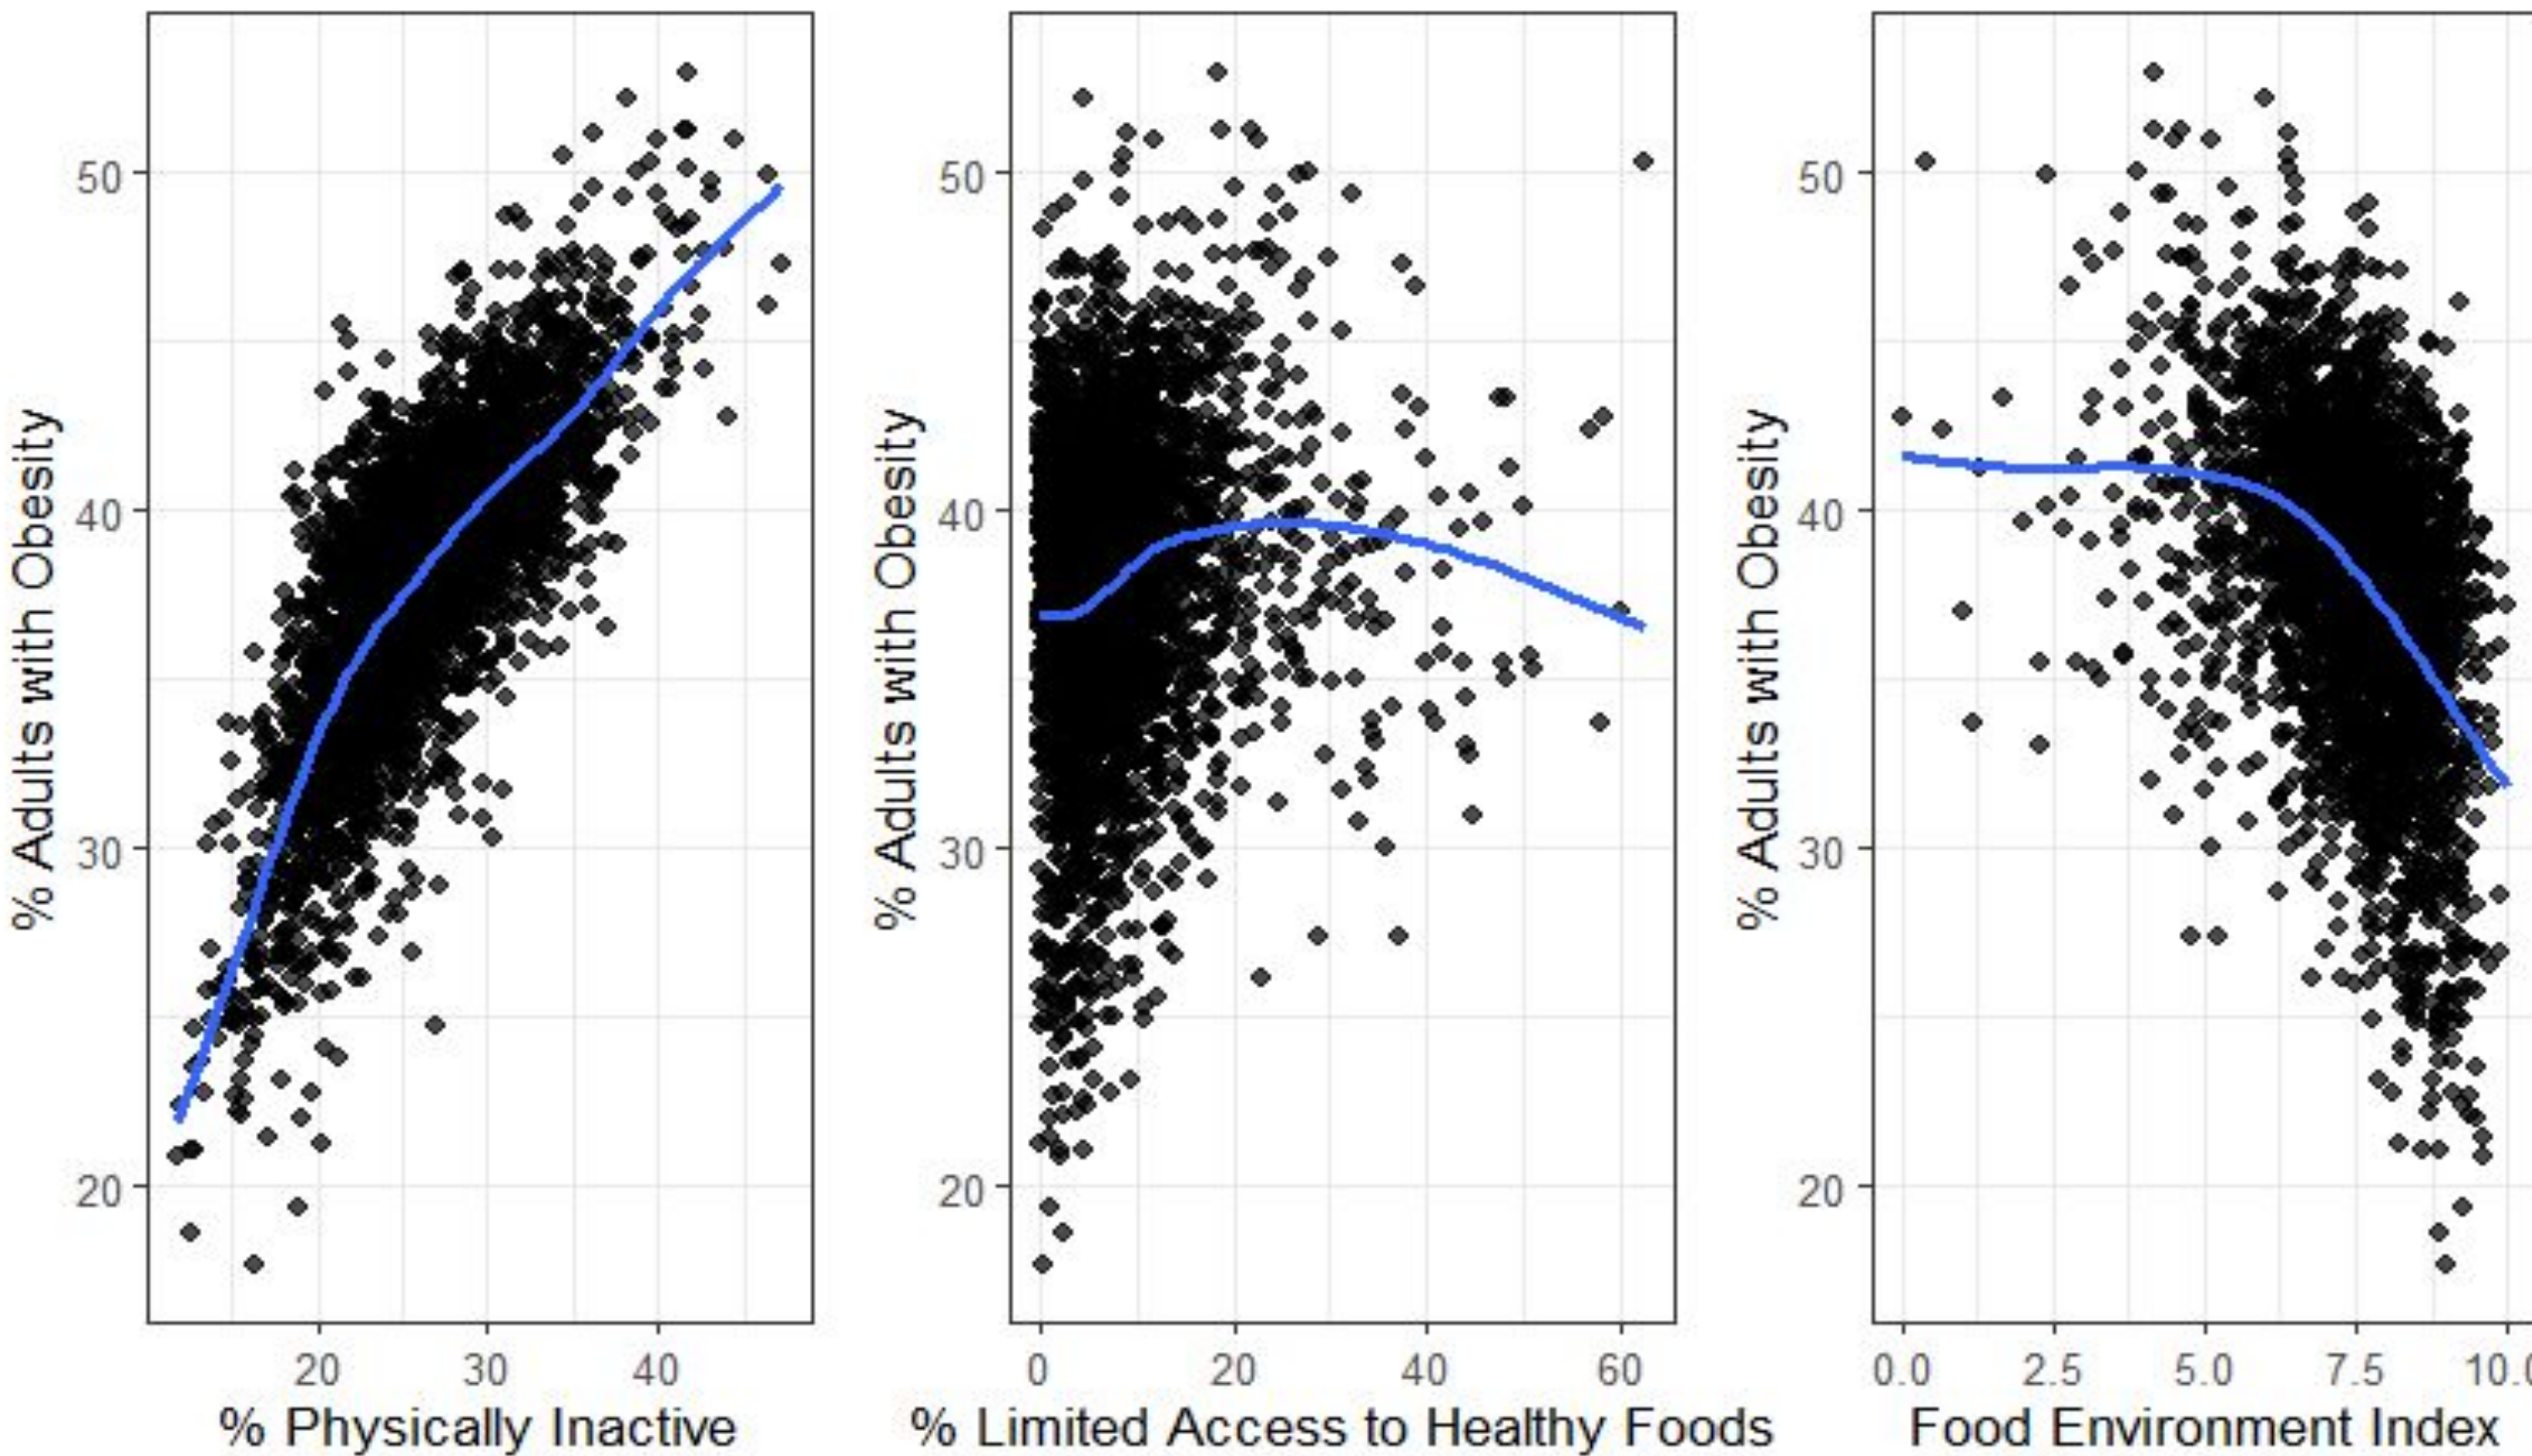 % Adults with Obesity
50
40
30
20
20 30 40
% Physically Inactive
% Adults with Obesity
50
40
30
20
0 20 40 60
% Limited Access to Healthy Foods
% Adults with Obesity
50
40
30
20
0.0 2.5 5.0 7.5 10.0
Food Environment Index